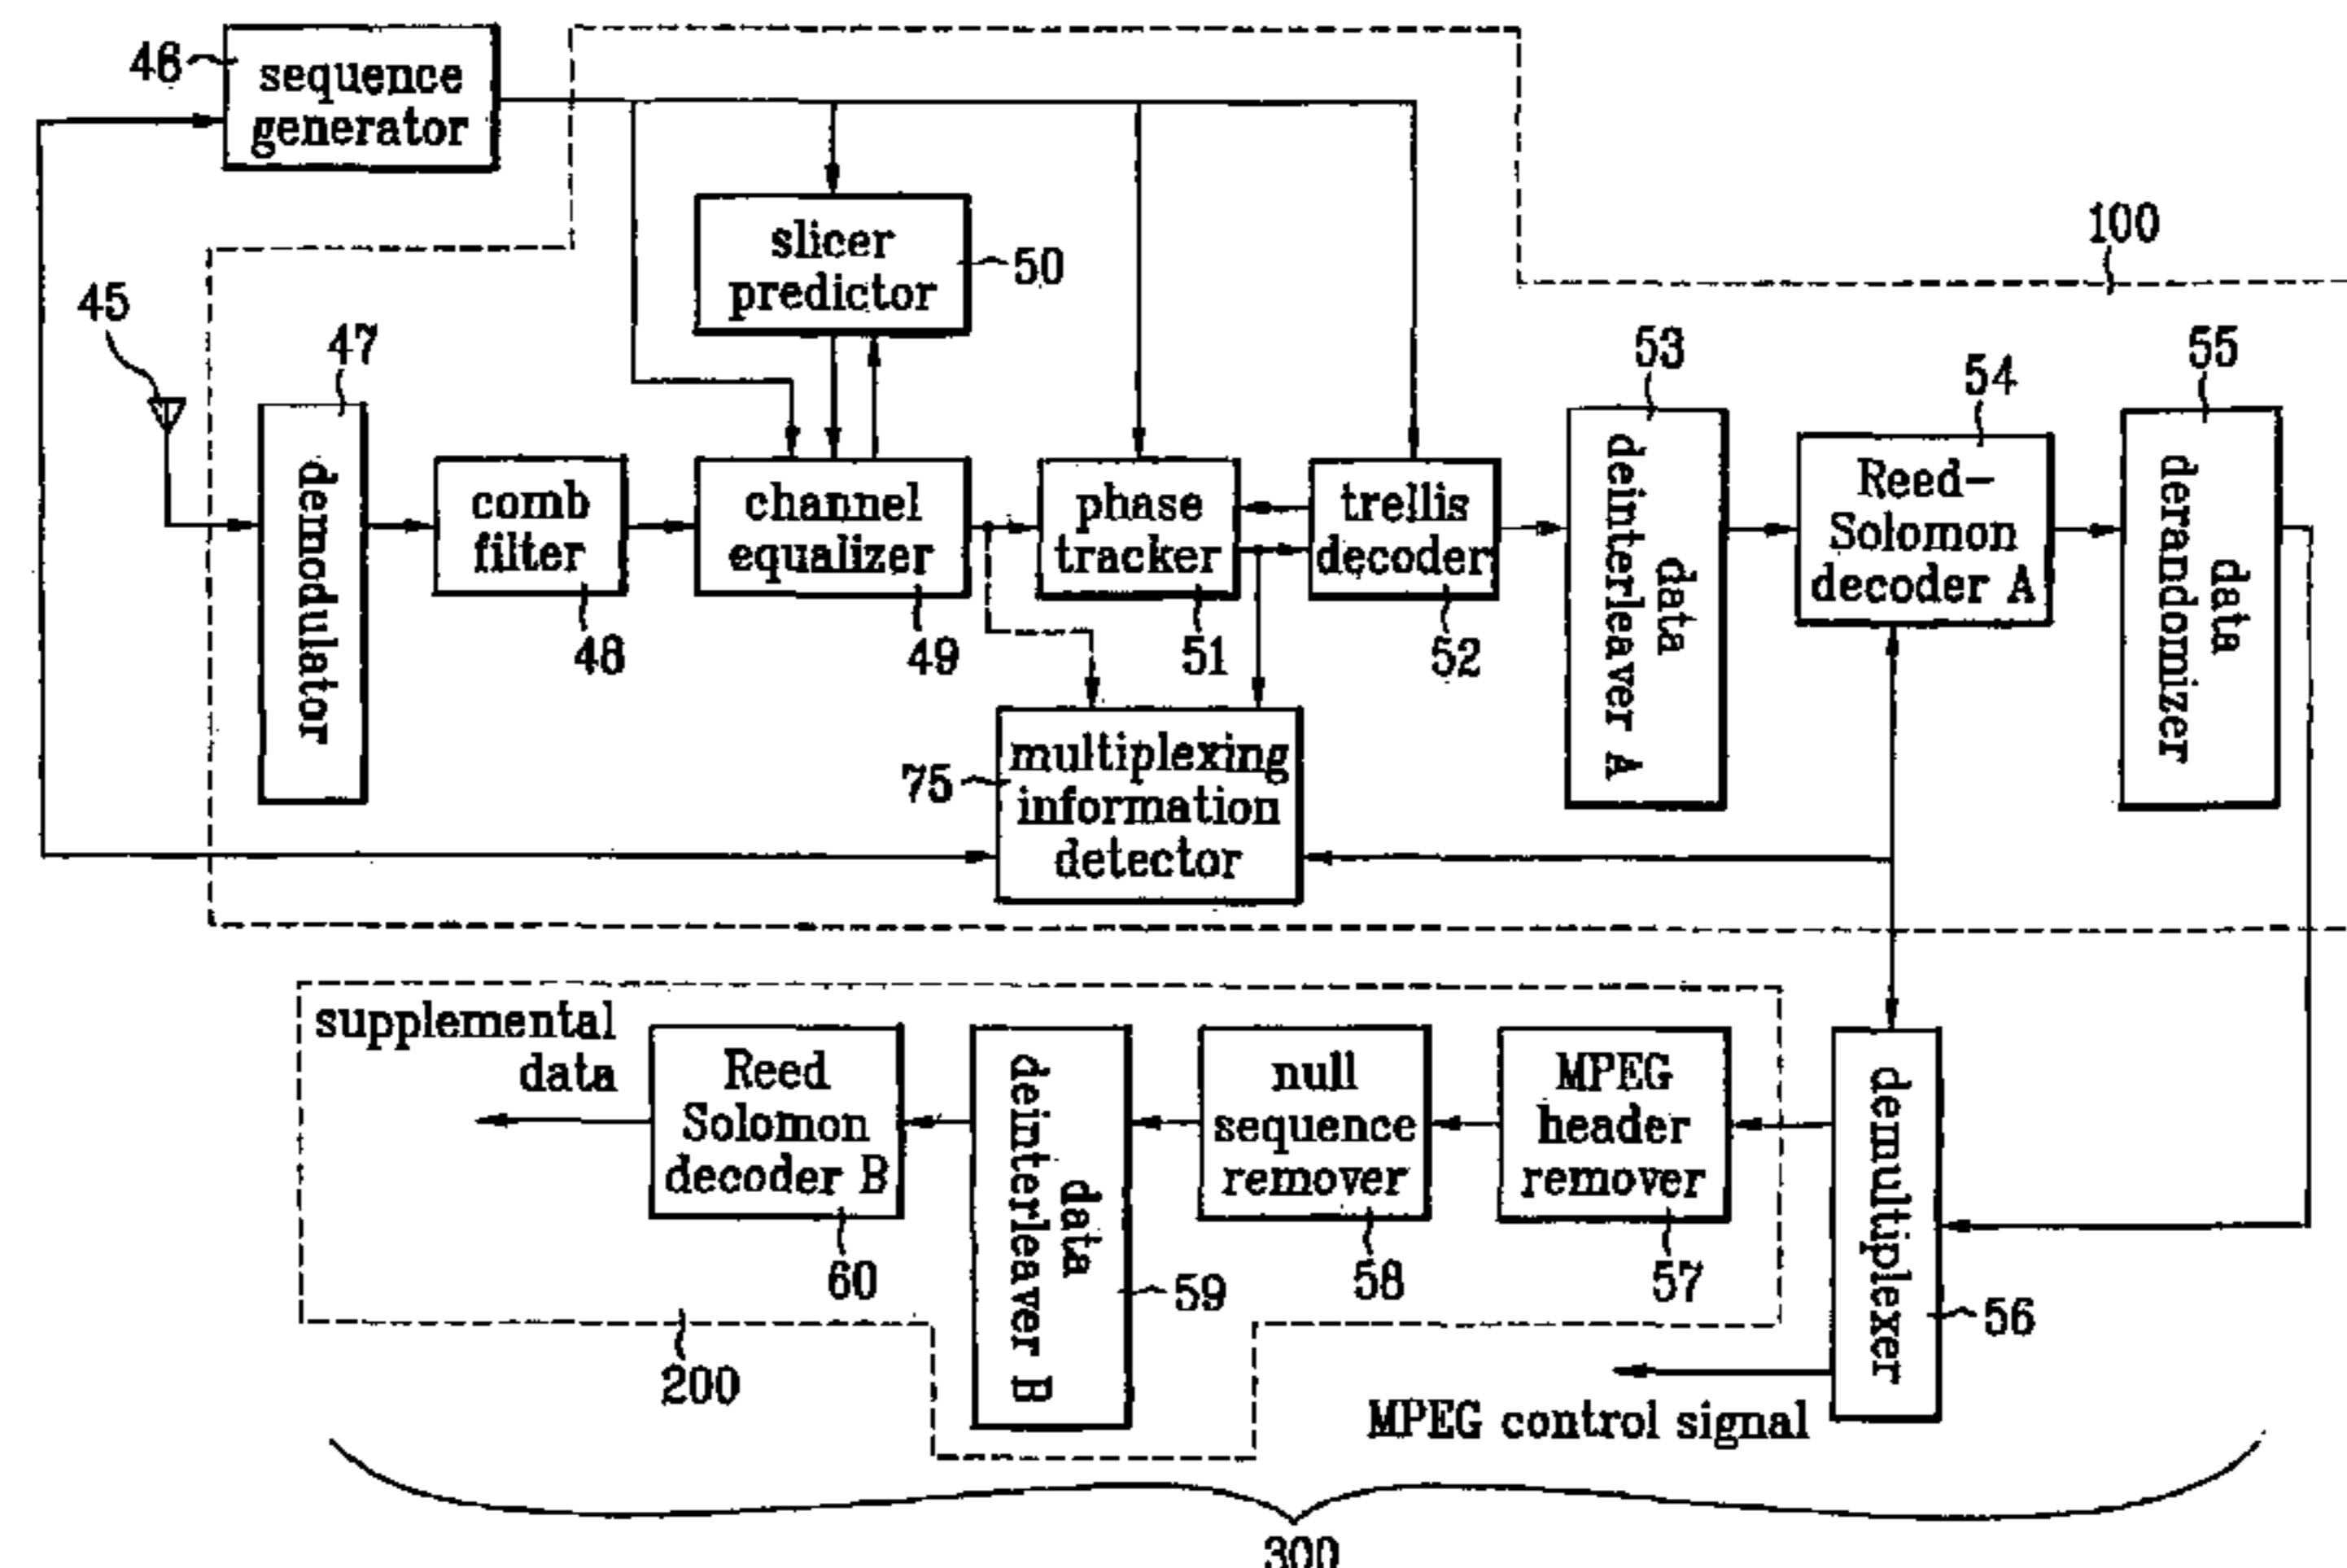 46
sequence
generator
slicer
predictor
50
100
45
47
53
54
55
demodulator
comb
filter
48
channel
equalizer
49
phase
tracker
51
trellis
decoder
52
data
deinterleaver A
Reed-
Solomon
decoder A
data
derandomizer
75
multiplexing
information
detector
supplemental
data
Reed
Solomon
decoder B
60
data
deinterleaver B
59
null
sequence
remover
58
MPEG
header
remover
57
demultiplexer
56
200
MPEG control signal
300